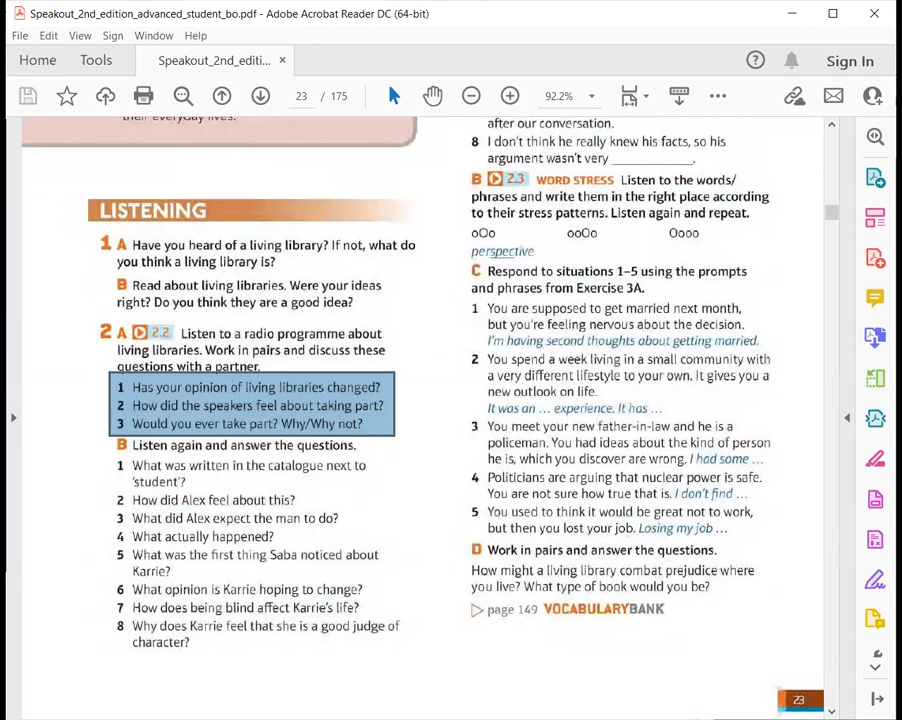 Speakout_2nd_edition_advanced_student_bo.pdf - Adobe Acrobat Reader DC (64-bit)
File Edit View Sign Window Help
Home Tools Speakout_2nd_editi... × Sign In
23 / 175 92.2%
their everyday lives.
LISTENING
1 A Have you heard of a living library? If not, what do
you think a living library is?
B Read about living libraries. Were your ideas
right? Do you think they are a good idea?
2 A 2.2 Listen to a radio programme about
living libraries. Work in pairs and discuss these
questions with a partner.
1 Has your opinion of living libraries changed?
2 How did the speakers feel about taking part?
3 Would you ever take part? Why/Why not?
B Listen again and answer the questions.
1 What was written in the catalogue next to
'student'?
2 How did Alex feel about this?
3 What did Alex expect the man to do?
4 What actually happened?
5 What was the first thing Saba noticed about
Karrie?
6 What opinion is Karrie hoping to change?
7 How does being blind affect Karrie's life?
8 Why does Karrie feel that she is a good judge of
character?
after our conversation.
8 I don't think he really knew his facts, so his
argument wasn't very ____________.
B 2.3 WORD STRESS Listen to the words/
phrases and write them in the right place according
to their stress patterns. Listen again and repeat.
oOo ooOo Oooo
perspective
C Respond to situations 1–5 using the prompts
and phrases from Exercise 3A.
1 You are supposed to get married next month,
but you're feeling nervous about the decision.
I'm having second thoughts about getting married.
2 You spend a week living in a small community with
a very different lifestyle to your own. It gives you a
new outlook on life.
It was an … experience. It has …
3 You meet your new father-in-law and he is a
policeman. You had ideas about the kind of person
he is, which you discover are wrong. I had some …
4 Politicians are arguing that nuclear power is safe.
You are not sure how true that is. I don't find …
5 You used to think it would be great not to work,
but then you lost your job. Losing my job …
D Work in pairs and answer the questions.
How might a living library combat prejudice where
you live? What type of book would you be?
page 149 VOCABULARYBANK
23